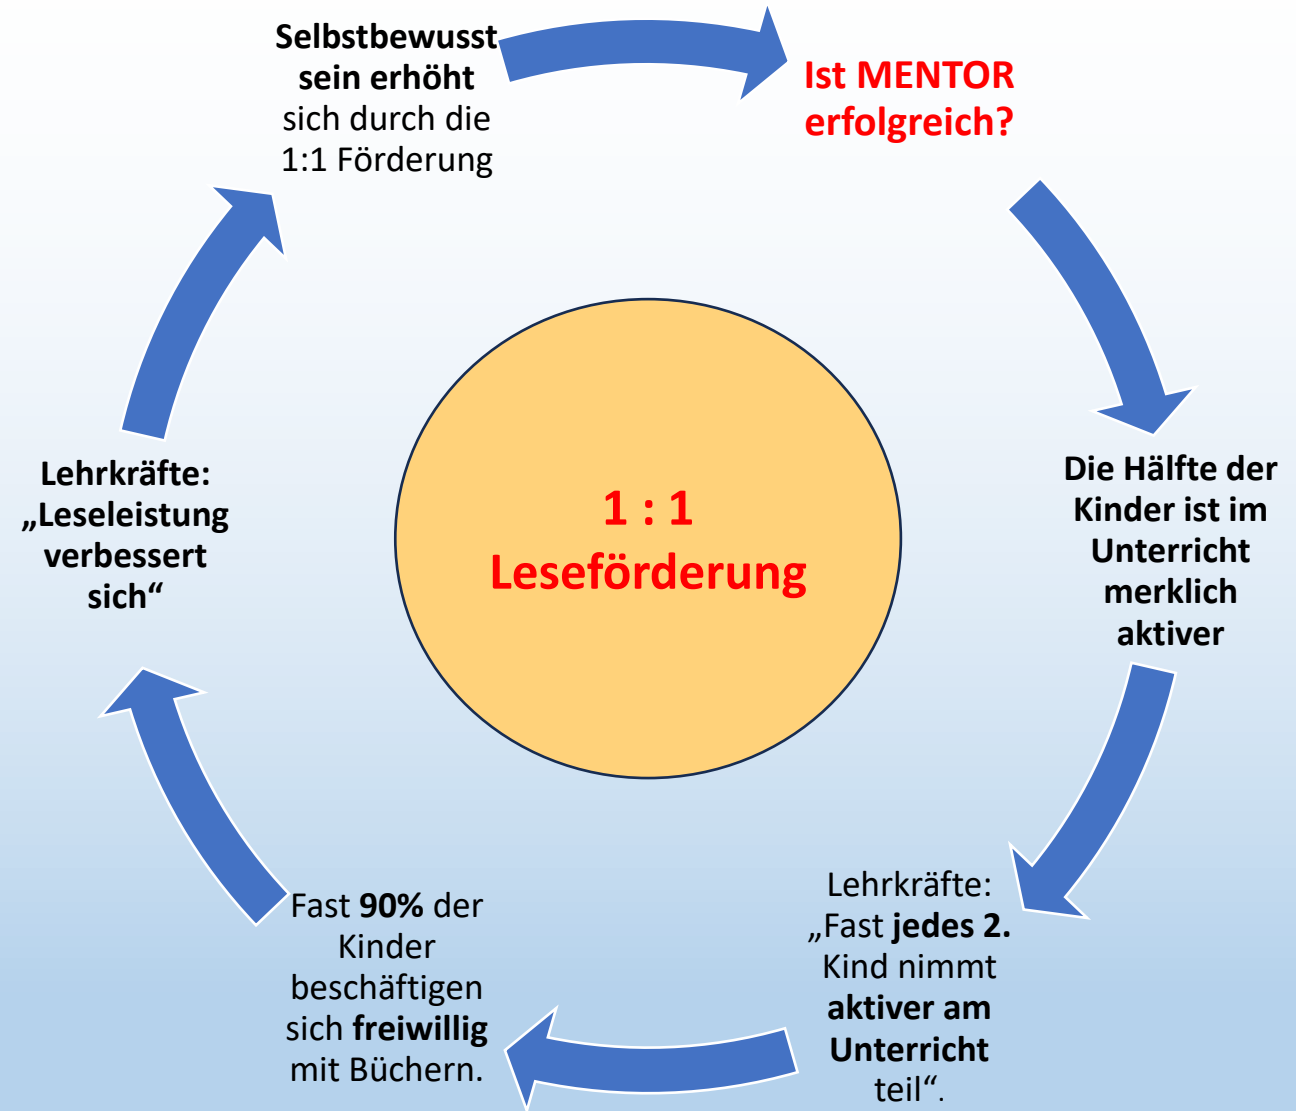 Selbstbewusst
sein erhöht
sich durch die
1:1 Förderung
Ist MENTOR
erfolgreich?
Die Hälfte der
Kinder ist im
Unterricht
merklich
aktiver
Lehrkräfte:
„Fast jedes 2.
Kind nimmt
aktiver am
Unterricht
teil“.
Fast 90% der
Kinder
beschäftigen
sich freiwillig
mit Büchern.
Lehrkräfte:
„Leseleistung
verbessert
sich“
1 : 1
Leseförderung